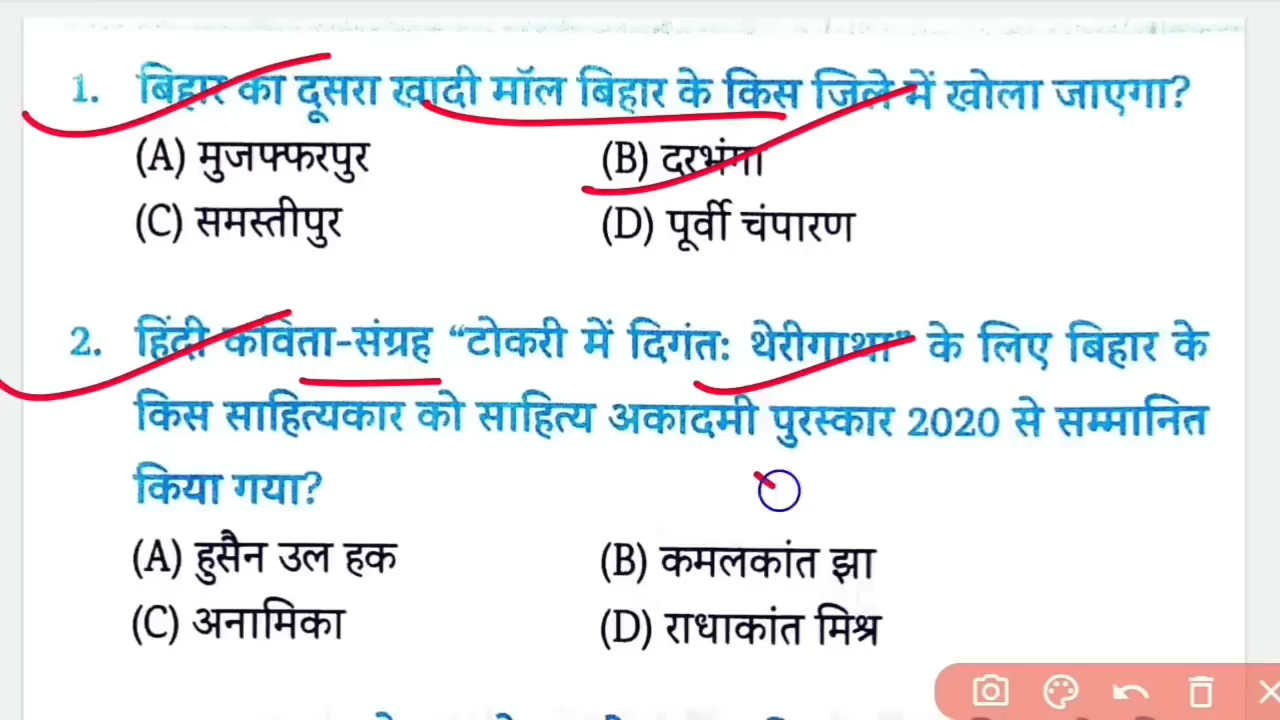 1. बिहार का दूसरा खादी मॉल बिहार के किस जिले में खोला जाएगा?
(A) मुजफ्फरपुर (B) दरभंगा
(C) समस्तीपुर (D) पूर्वी चंपारण
2. हिंदी कविता-संग्रह “टोकरी में दिगंत: थेरीगाथा” के लिए बिहार के
किस साहित्यकार को साहित्य अकादमी पुरस्कार 2020 से सम्मानित
किया गया?
(A) हुसैन उल हक (B) कमलकांत झा
(C) अनामिका (D) राधाकांत मिश्र